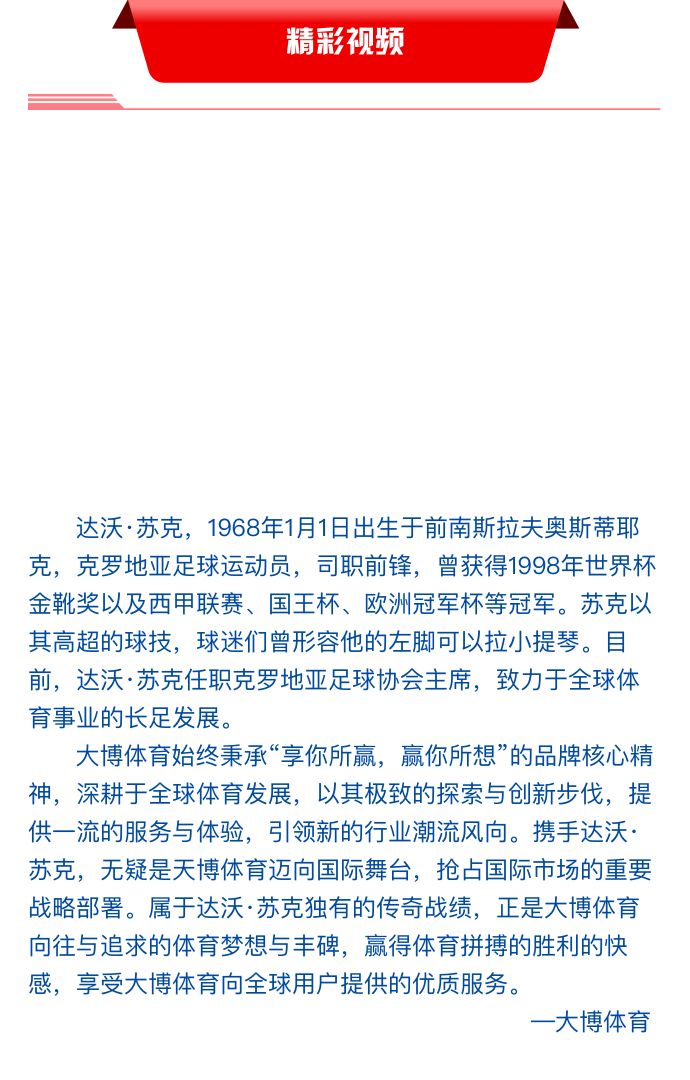 精彩视频
达沃·苏克，1968年1月1日出生于前南斯拉夫奥斯蒂耶
克，克罗地亚足球运动员，司职前锋，曾获得1998年世界杯
金靴奖以及西甲联赛、国王杯、欧洲冠军杯等冠军。苏克以
其高超的球技，球迷们曾形容他的左脚可以拉小提琴。目
前，达沃·苏克任职克罗地亚足球协会主席，致力于全球体
育事业的长足发展。
大博体育始终秉承“享你所赢，赢你所想”的品牌核心精
神，深耕于全球体育发展，以其极致的探索与创新步伐，提
供一流的服务与体验，引领新的行业潮流风向。携手达沃·
苏克，无疑是天博体育迈向国际舞台，抢占国际市场的重要
战略部署。属于达沃·苏克独有的传奇战绩，正是大博体育
向往与追求的体育梦想与丰碑，赢得体育拼搏的胜利的快
感，享受大博体育向全球用户提供的优质服务。
—大博体育